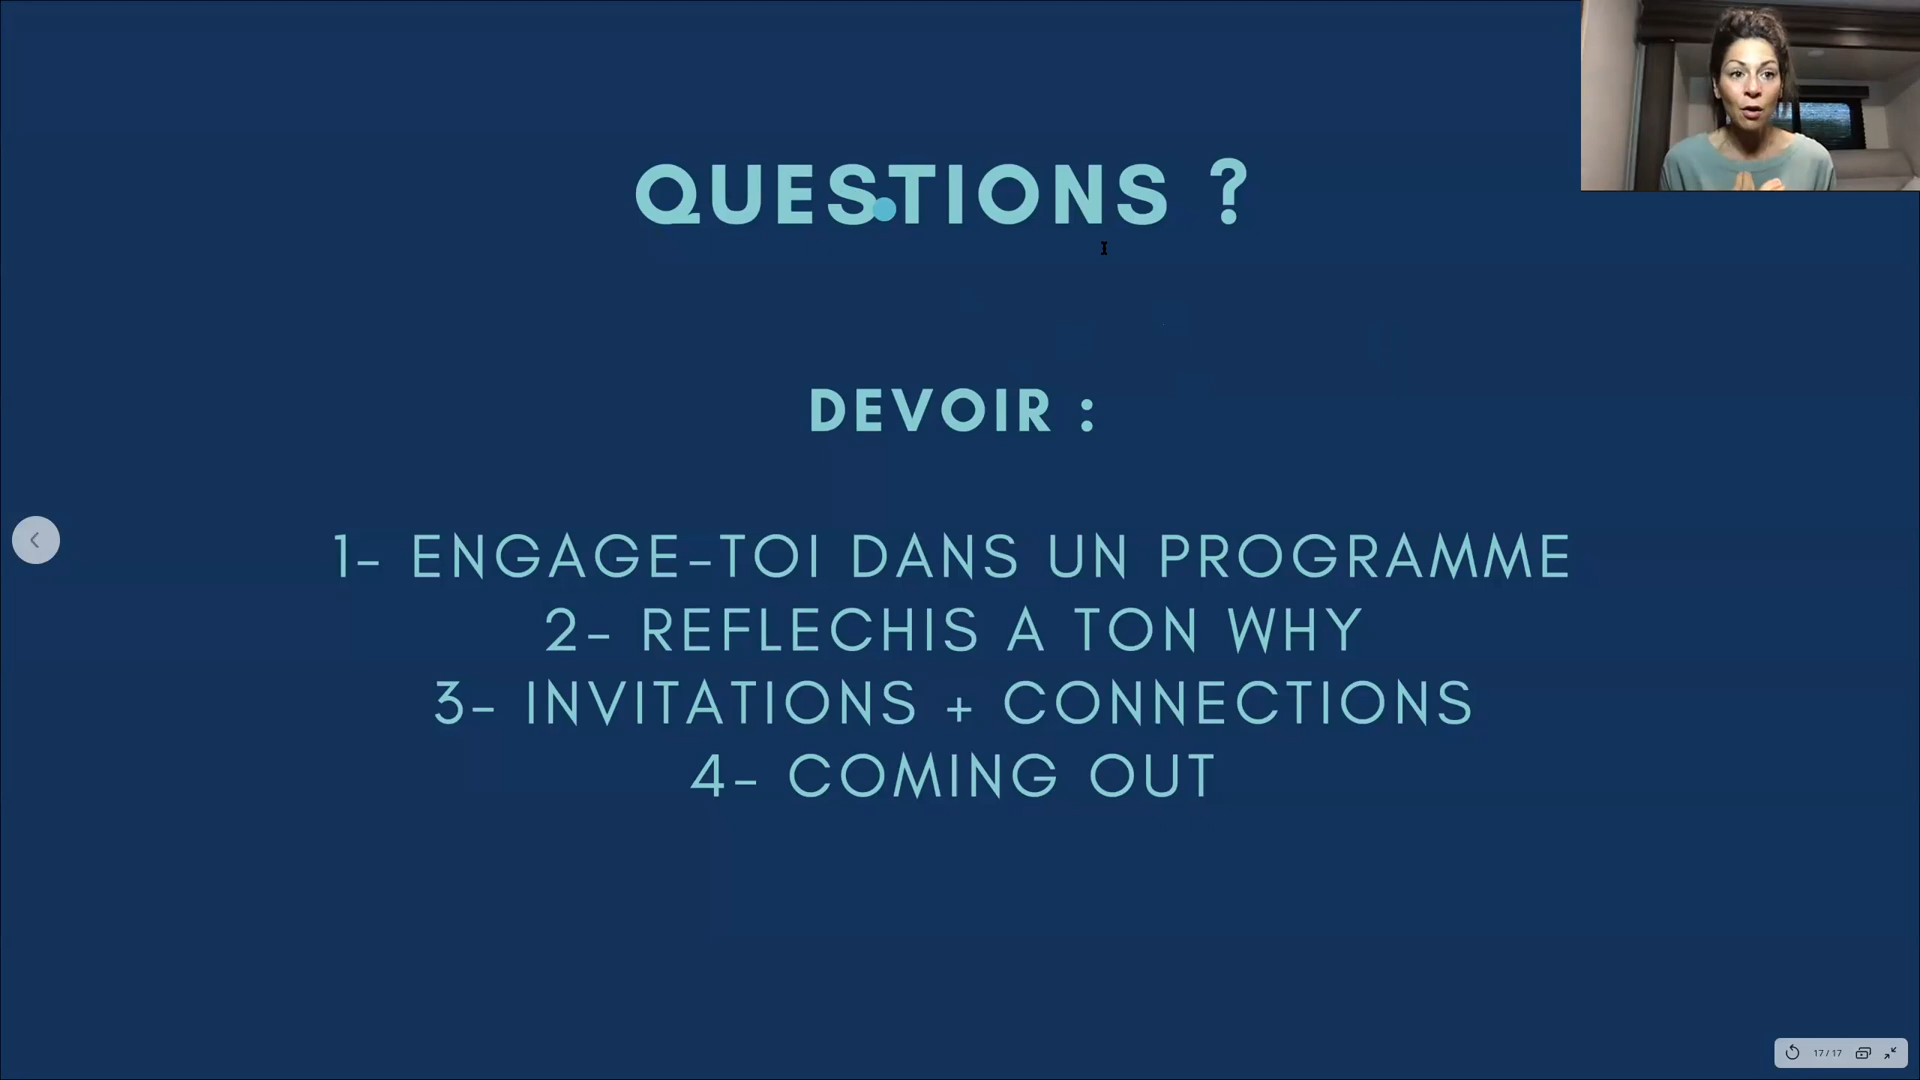 QUESTIONS ?
DEVOIR :
1- ENGAGE-TOI DANS UN PROGRAMME
2- REFLECHIS A TON WHY
3- INVITATIONS + CONNECTIONS
4- COMING OUT
17/17